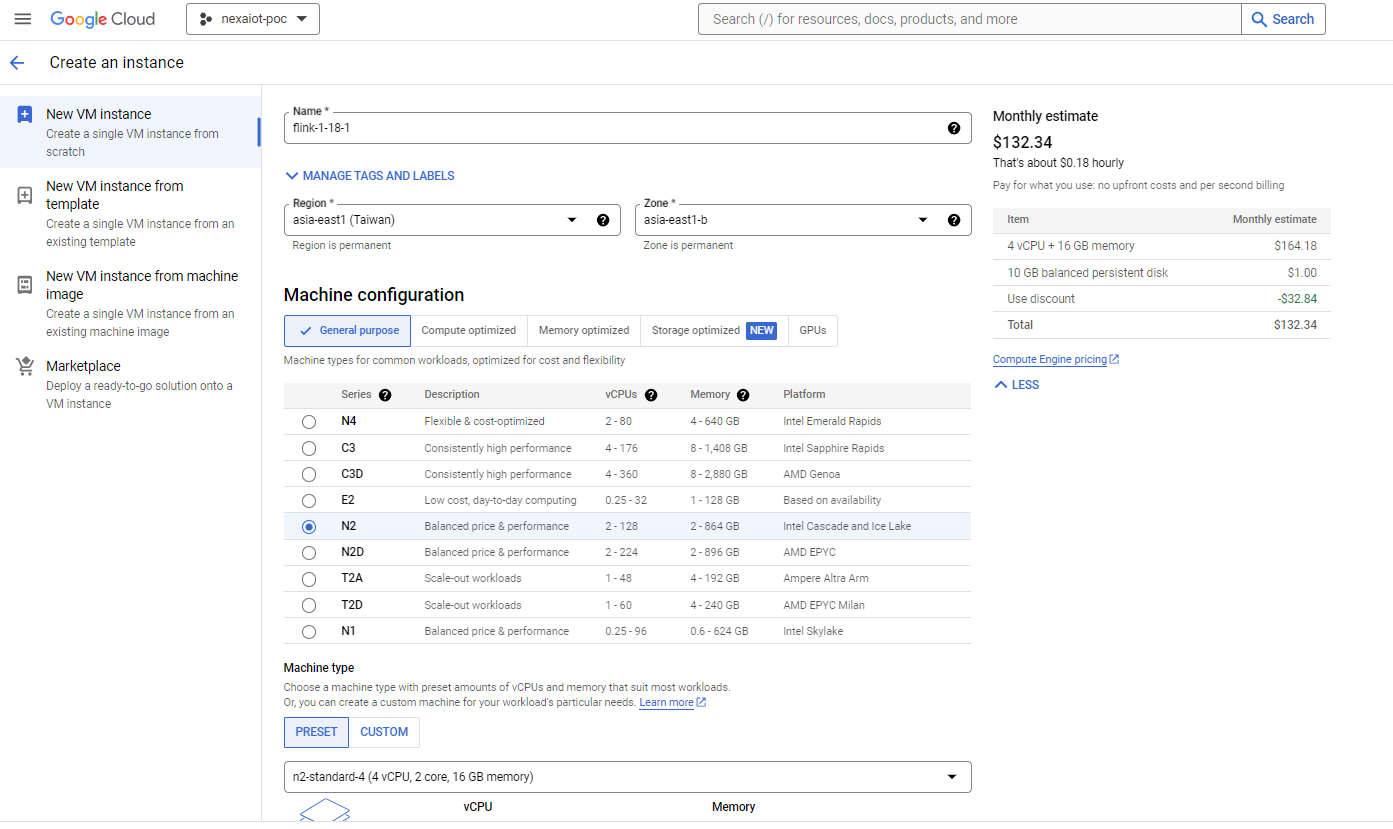 Google Cloud
nexaiot-poc
Search (/) for resources, docs, products, and more
Search
Create an instance
New VM instance
Create a single VM instance from
scratch
New VM instance from
template
Create a single VM instance from an
existing template
New VM instance from machine
image
Create a single VM instance from an
existing machine image
Marketplace
Deploy a ready-to-go solution onto a
VM instance
Name *
flink-1-18-1
MANAGE TAGS AND LABELS
Region *
asia-east1 (Taiwan)
Region is permanent
Zone *
asia-east1-b
Zone is permanent
Machine configuration
General purpose
Compute optimized
Memory optimized
Storage optimized NEW
GPUs
Machine types for common workloads, optimized for cost and flexibility
Series Description vCPUs Memory Platform
N4 Flexible & cost-optimized 2 - 80 4 - 640 GB Intel Emerald Rapids
C3 Consistently high performance 4 - 176 8 - 1,408 GB Intel Sapphire Rapids
C3D Consistently high performance 4 - 360 8 - 2,880 GB AMD Genoa
E2 Low cost, day-to-day computing 0.25 - 32 1 - 128 GB Based on availability
N2 Balanced price & performance 2 - 128 2 - 864 GB Intel Cascade and Ice Lake
N2D Balanced price & performance 2 - 224 2 - 896 GB AMD EPYC
T2A Scale-out workloads 1 - 48 4 - 192 GB Ampere Altra Arm
T2D Scale-out workloads 1 - 60 4 - 240 GB AMD EPYC Milan
N1 Balanced price & performance 0.25 - 96 0.6 - 624 GB Intel Skylake
Machine type
Choose a machine type with preset amounts of vCPUs and memory that suit most workloads.
Or, you can create a custom machine for your workload's particular needs. Learn more
PRESET
CUSTOM
n2-standard-4 (4 vCPU, 2 core, 16 GB memory)
vCPU Memory
Monthly estimate
$132.34
That's about $0.18 hourly
Pay for what you use: no upfront costs and per second billing
Item Monthly estimate
4 vCPU + 16 GB memory $164.18
10 GB balanced persistent disk $1.00
Use discount -$32.84
Total $132.34
Compute Engine pricing
LESS